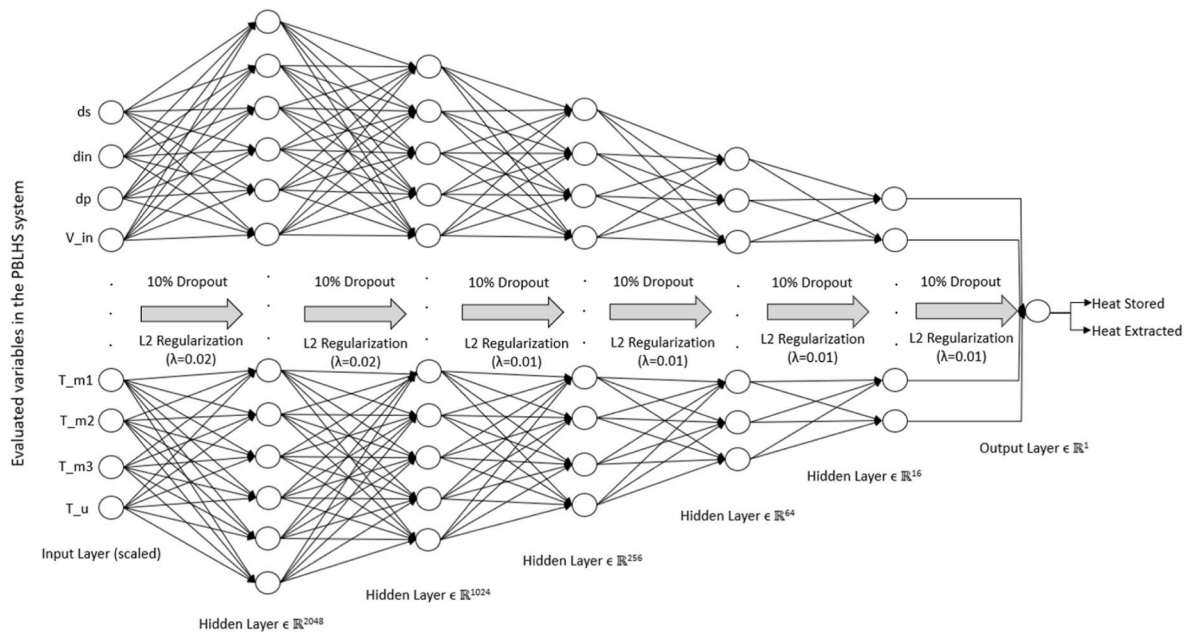 Evaluated variables in the PBLHS system
ds
din
dp
V_in
10% Dropout
10% Dropout
10% Dropout
10% Dropout
10% Dropout
10% Dropout
L2 Regularization
(λ=0.02)
L2 Regularization
(λ=0.02)
L2 Regularization
(λ=0.01)
L2 Regularization
(λ=0.01)
L2 Regularization
(λ=0.01)
L2 Regularization
(λ=0.01)
Heat Stored
Heat Extracted
T_m1
T_m2
T_m3
T_u
Input Layer (scaled)
Hidden Layer ϵ ℝ²⁰⁴⁸
Hidden Layer ϵ ℝ¹⁰²⁴
Hidden Layer ϵ ℝ²⁵⁶
Hidden Layer ϵ ℝ⁶⁴
Hidden Layer ϵ ℝ¹⁶
Output Layer ϵ ℝ¹